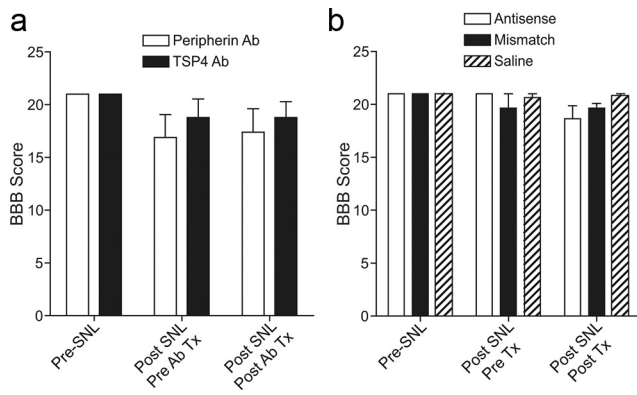 a
Peripherin Ab
TSP4 Ab
BBB Score
25
20
15
10
5
0
Pre-SNL
Post SNL
Pre Ab Tx
Post SNL
Post Ab Tx
b
Antisense
Mismatch
Saline
BBB Score
25
20
15
10
5
0
Pre-SNL
Post SNL
Pre Tx
Post SNL
Post Tx